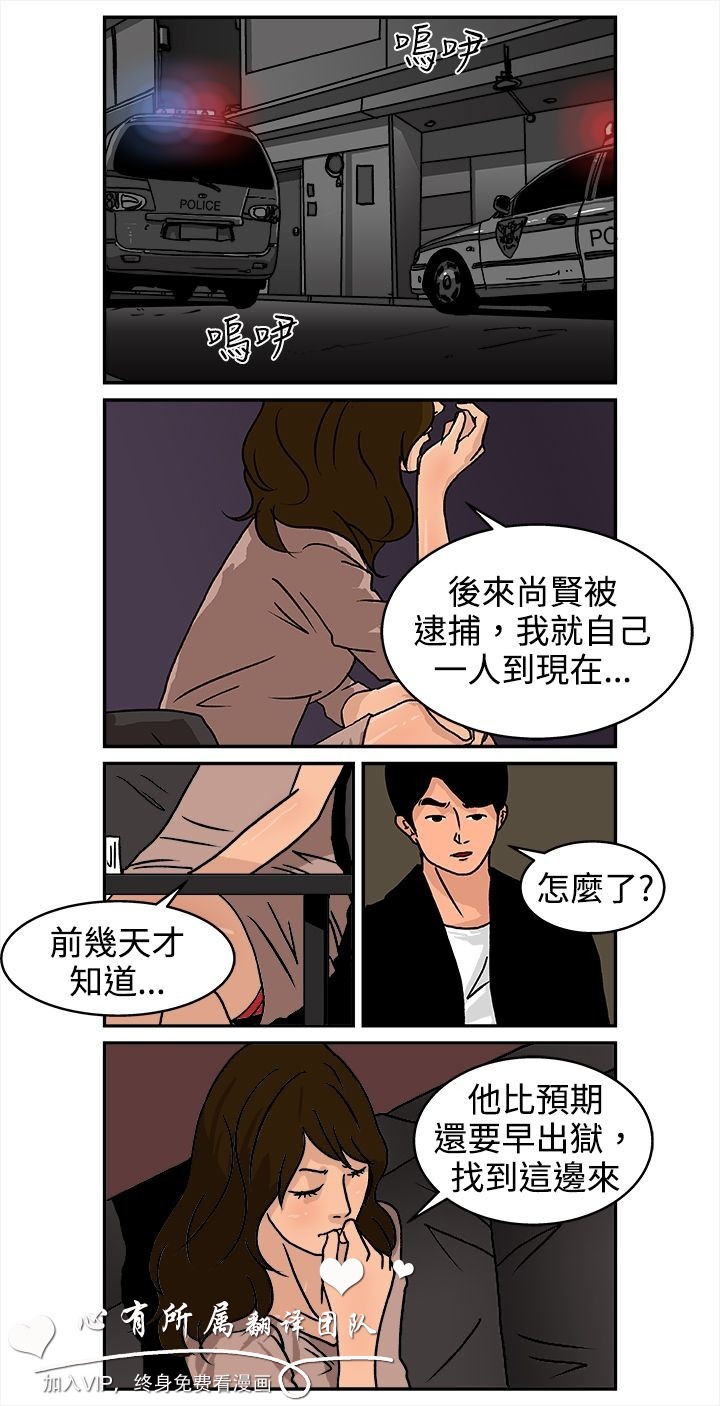 嗚咿
POLICE
PO
嗚咿
後來尚賢被
逮捕，我就自己
一人到現在...
怎麼了?
前幾天才
知道...
他比預期
還要早出獄，
找到這邊來
心有所属翻译团队
加入VIP，终身免费看漫画